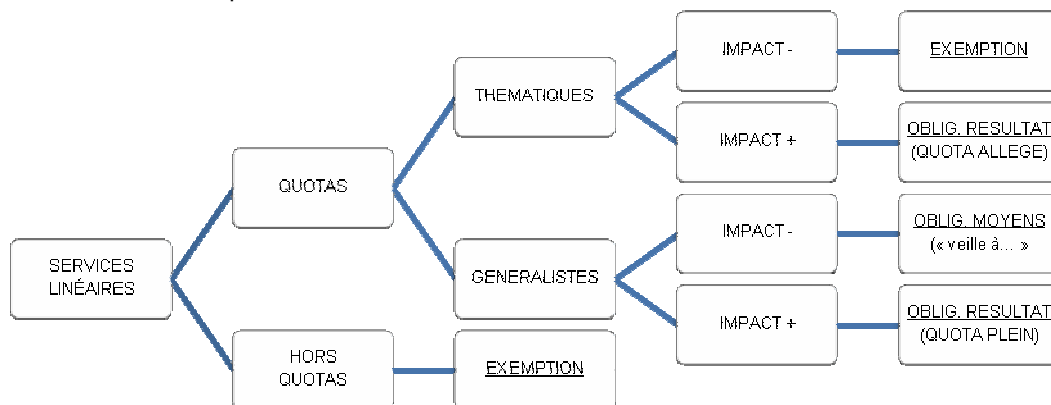 IMPACT -
EXEMPTION
THEMATIQUES
IMPACT +
OBLIG. RESULTAT
(QUOTA ALLEGE)
QUOTAS
IMPACT -
OBLIG. MOYENS
(« veille à... »
SERVICES
LINÉAIRES
GENERALISTES
IMPACT +
OBLIG. RESULTAT
(QUOTA PLEIN)
HORS
QUOTAS
EXEMPTION